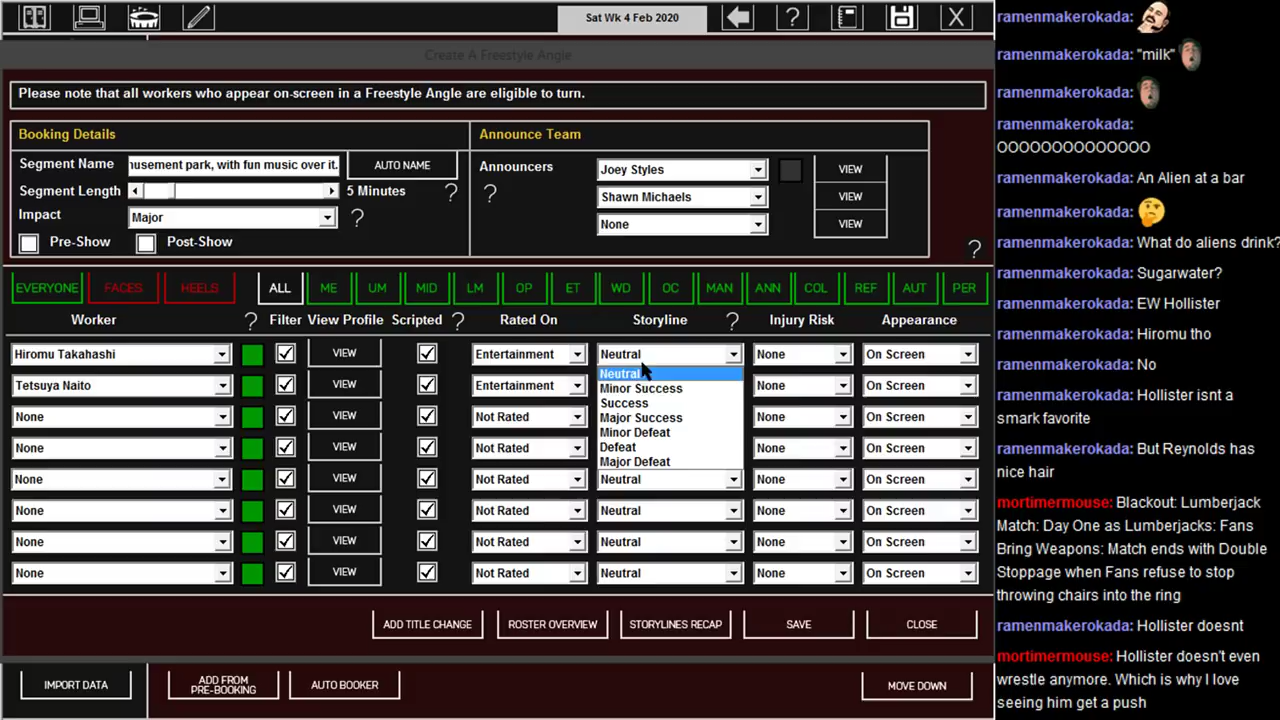 Sat Wk 4 Feb 2020
?
X
Create A Freestyle Angle
Please note that all workers who appear on-screen in a Freestyle Angle are eligible to turn.
Booking Details
Segment Name
nusement park, with fun music over it.
AUTO NAME
Segment Length
5 Minutes
?
Impact
Major
?
Pre-Show
Post-Show
Announce Team
Announcers
?
Joey Styles
VIEW
Shawn Michaels
VIEW
None
VIEW
?
EVERYONE
FACES
HEELS
ALL
ME
UM
MID
LM
OP
ET
WD
OC
MAN
ANN
COL
REF
AUT
PER
Worker
?
Filter
View Profile
Scripted
?
Rated On
Storyline
?
Injury Risk
Appearance
Hiromu Takahashi
VIEW
Entertainment
Neutral
None
On Screen
Tetsuya Naito
VIEW
Entertainment
None
On Screen
None
VIEW
Not Rated
None
On Screen
None
VIEW
Not Rated
None
On Screen
None
VIEW
Not Rated
Neutral
None
On Screen
None
VIEW
Not Rated
Neutral
None
On Screen
None
VIEW
Not Rated
Neutral
None
On Screen
None
VIEW
Not Rated
Neutral
None
On Screen
Neutral
Minor Success
Success
Major Success
Minor Defeat
Defeat
Major Defeat
ADD TITLE CHANGE
ROSTER OVERVIEW
STORYLINES RECAP
SAVE
CLOSE
IMPORT DATA
ADD FROM
PRE-BOOKING
AUTO BOOKER
MOVE DOWN
ramenmakerokada:
ramenmakerokada: "milk"
ramenmakerokada:
ramenmakerokada:
OOOOOOOOOOOOOO
ramenmakerokada: An Alien at a bar
ramenmakerokada:
ramenmakerokada: What do aliens drink?
ramenmakerokada: Sugarwater?
ramenmakerokada: EW Hollister
ramenmakerokada: Hiromu tho
ramenmakerokada: No
ramenmakerokada: Hollister isnt a
smark favorite
ramenmakerokada: But Reynolds has
nice hair
mortimermouse: Blackout: Lumberjack
Match: Day One as Lumberjacks: Fans
Bring Weapons: Match ends with Double
Stoppage when Fans refuse to stop
throwing chairs into the ring
ramenmakerokada: Hollister doesnt
mortimermouse: Hollister doesn't even
wrestle anymore. Which is why I love
seeing him get a push